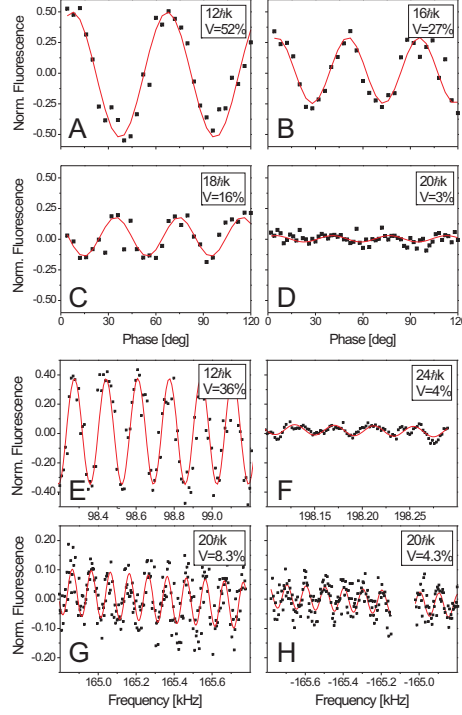 12ħk
V=52%
16ħk
V=27%
Norm. Fluorescence
0.50
0.25
0.00
-0.25
-0.50
A
B
18ħk
V=16%
20ħk
V=3%
Norm. Fluorescence
0.50
0.25
0.00
-0.25
-0.50
C
D
0 30 60 90 120
0 30 60 90 120
Phase [deg]
Phase [deg]
12ħk
V=36%
24ħk
V=4%
Norm. Fluorescence
0.40
0.20
0.00
-0.20
-0.40
E
F
98.4 98.6 98.8 99.0
198.15 198.20 198.25
20ħk
V=8.3%
20ħk
V=4.3%
Norm. Fluorescence
0.20
0.10
0.00
-0.10
-0.20
G
H
165.0 165.2 165.4 165.6
-165.6 -165.4 -165.2 -165.0
Frequency [kHz]
Frequency [kHz]